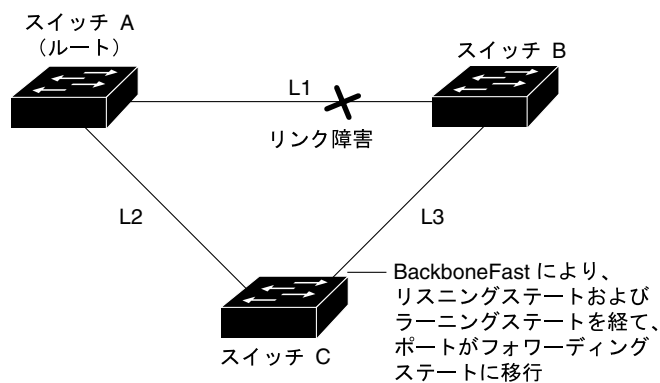 スイッチ A
（ルート）
スイッチ B
L1
リンク障害
L2
L3
BackboneFast により、
リスニングステートおよび
ラーニングステートを経て、
ポートがフォワーディング
ステートに移行
スイッチ C